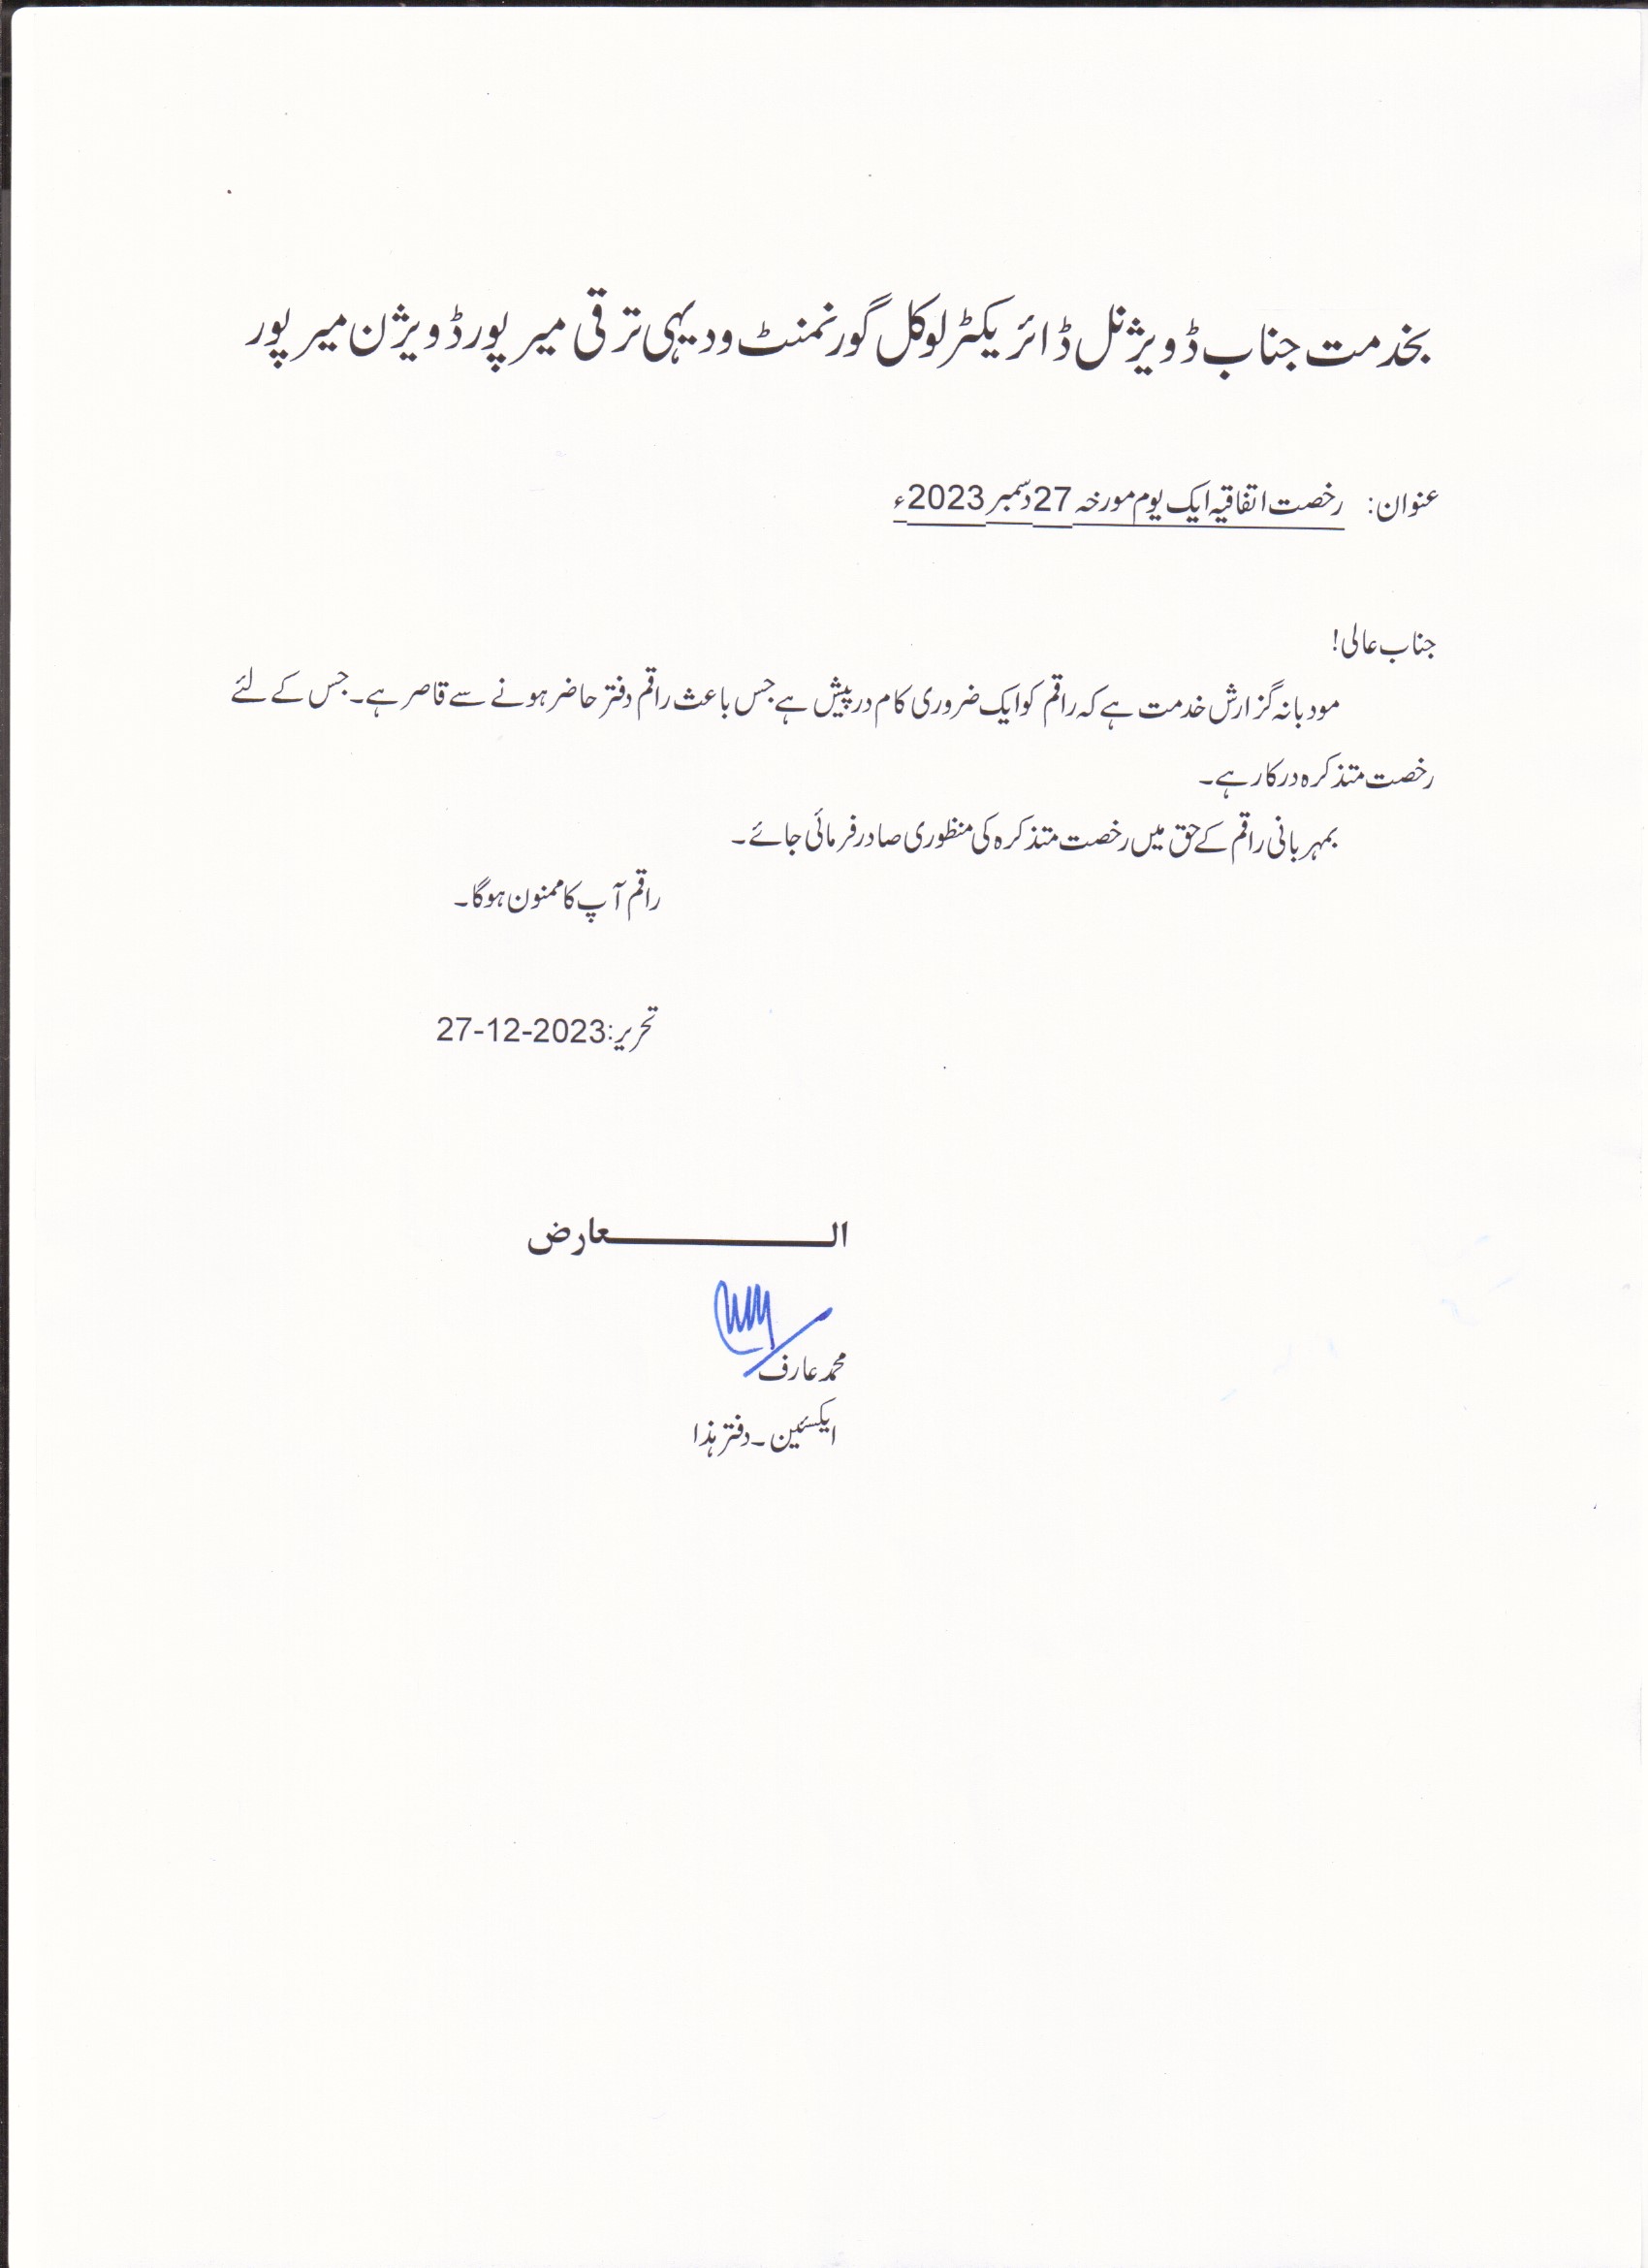 بخدمت جناب ڈویژنل ڈائریکٹر لوکل گورنمنٹ و دیہی ترقی میرپور ڈویژن میرپور
عنوان: رخصت اتفاقیہ ایک یوم مورخہ 27 دسمبر 2023ء
جناب عالی!
مودبانہ گزارش خدمت ہے کہ راقم کو ایک ضروری کام درپیش ہے جس باعث راقم دفتر حاضر ہونے سے قاصر ہے۔ جس کے لئے
رخصت متذکرہ درکار ہے۔
بمہربانی راقم کے حق میں رخصت متذکرہ کی منظوری صادر فرمائی جائے۔
راقم آپ کا ممنون ہوگا۔
تحریر: 27-12-2023
العارض
محمد عارف
ایکسئین۔ دفتر ہذا